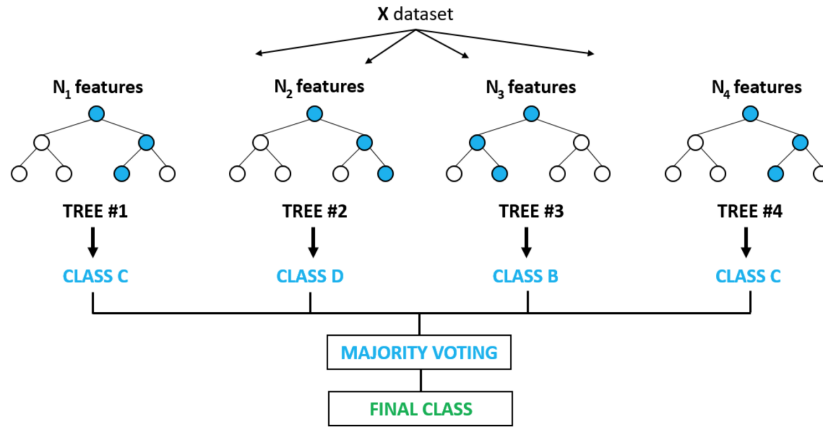 X dataset
N₁ features
N₂ features
N₃ features
N₄ features
TREE #1
TREE #2
TREE #3
TREE #4
CLASS C
CLASS D
CLASS B
CLASS C
MAJORITY VOTING
FINAL CLASS